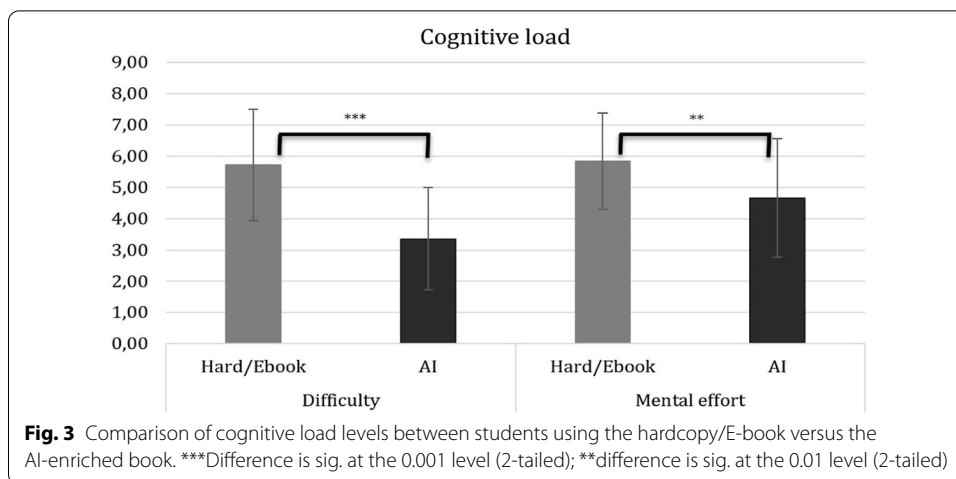 Cognitive load
9,00
8,00
7,00
6,00
5,00
4,00
3,00
2,00
1,00
0,00
***
**
Hard/Ebook AI Hard/Ebook AI
Difficulty Mental effort
Fig. 3 Comparison of cognitive load levels between students using the hardcopy/E-book versus the
AI-enriched book. ***Difference is sig. at the 0.001 level (2-tailed); **difference is sig. at the 0.01 level (2-tailed)